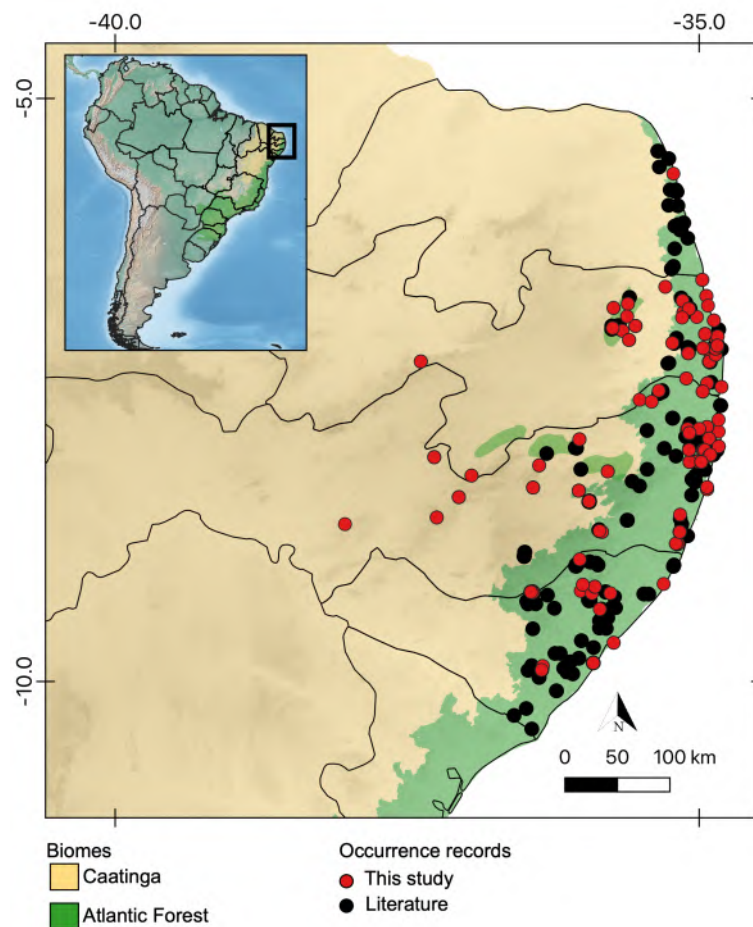 -40.0 -35.0
-5.0
-10.0
N
0 50 100 km
Biomes
Caatinga
Atlantic Forest
Occurrence records
This study
Literature